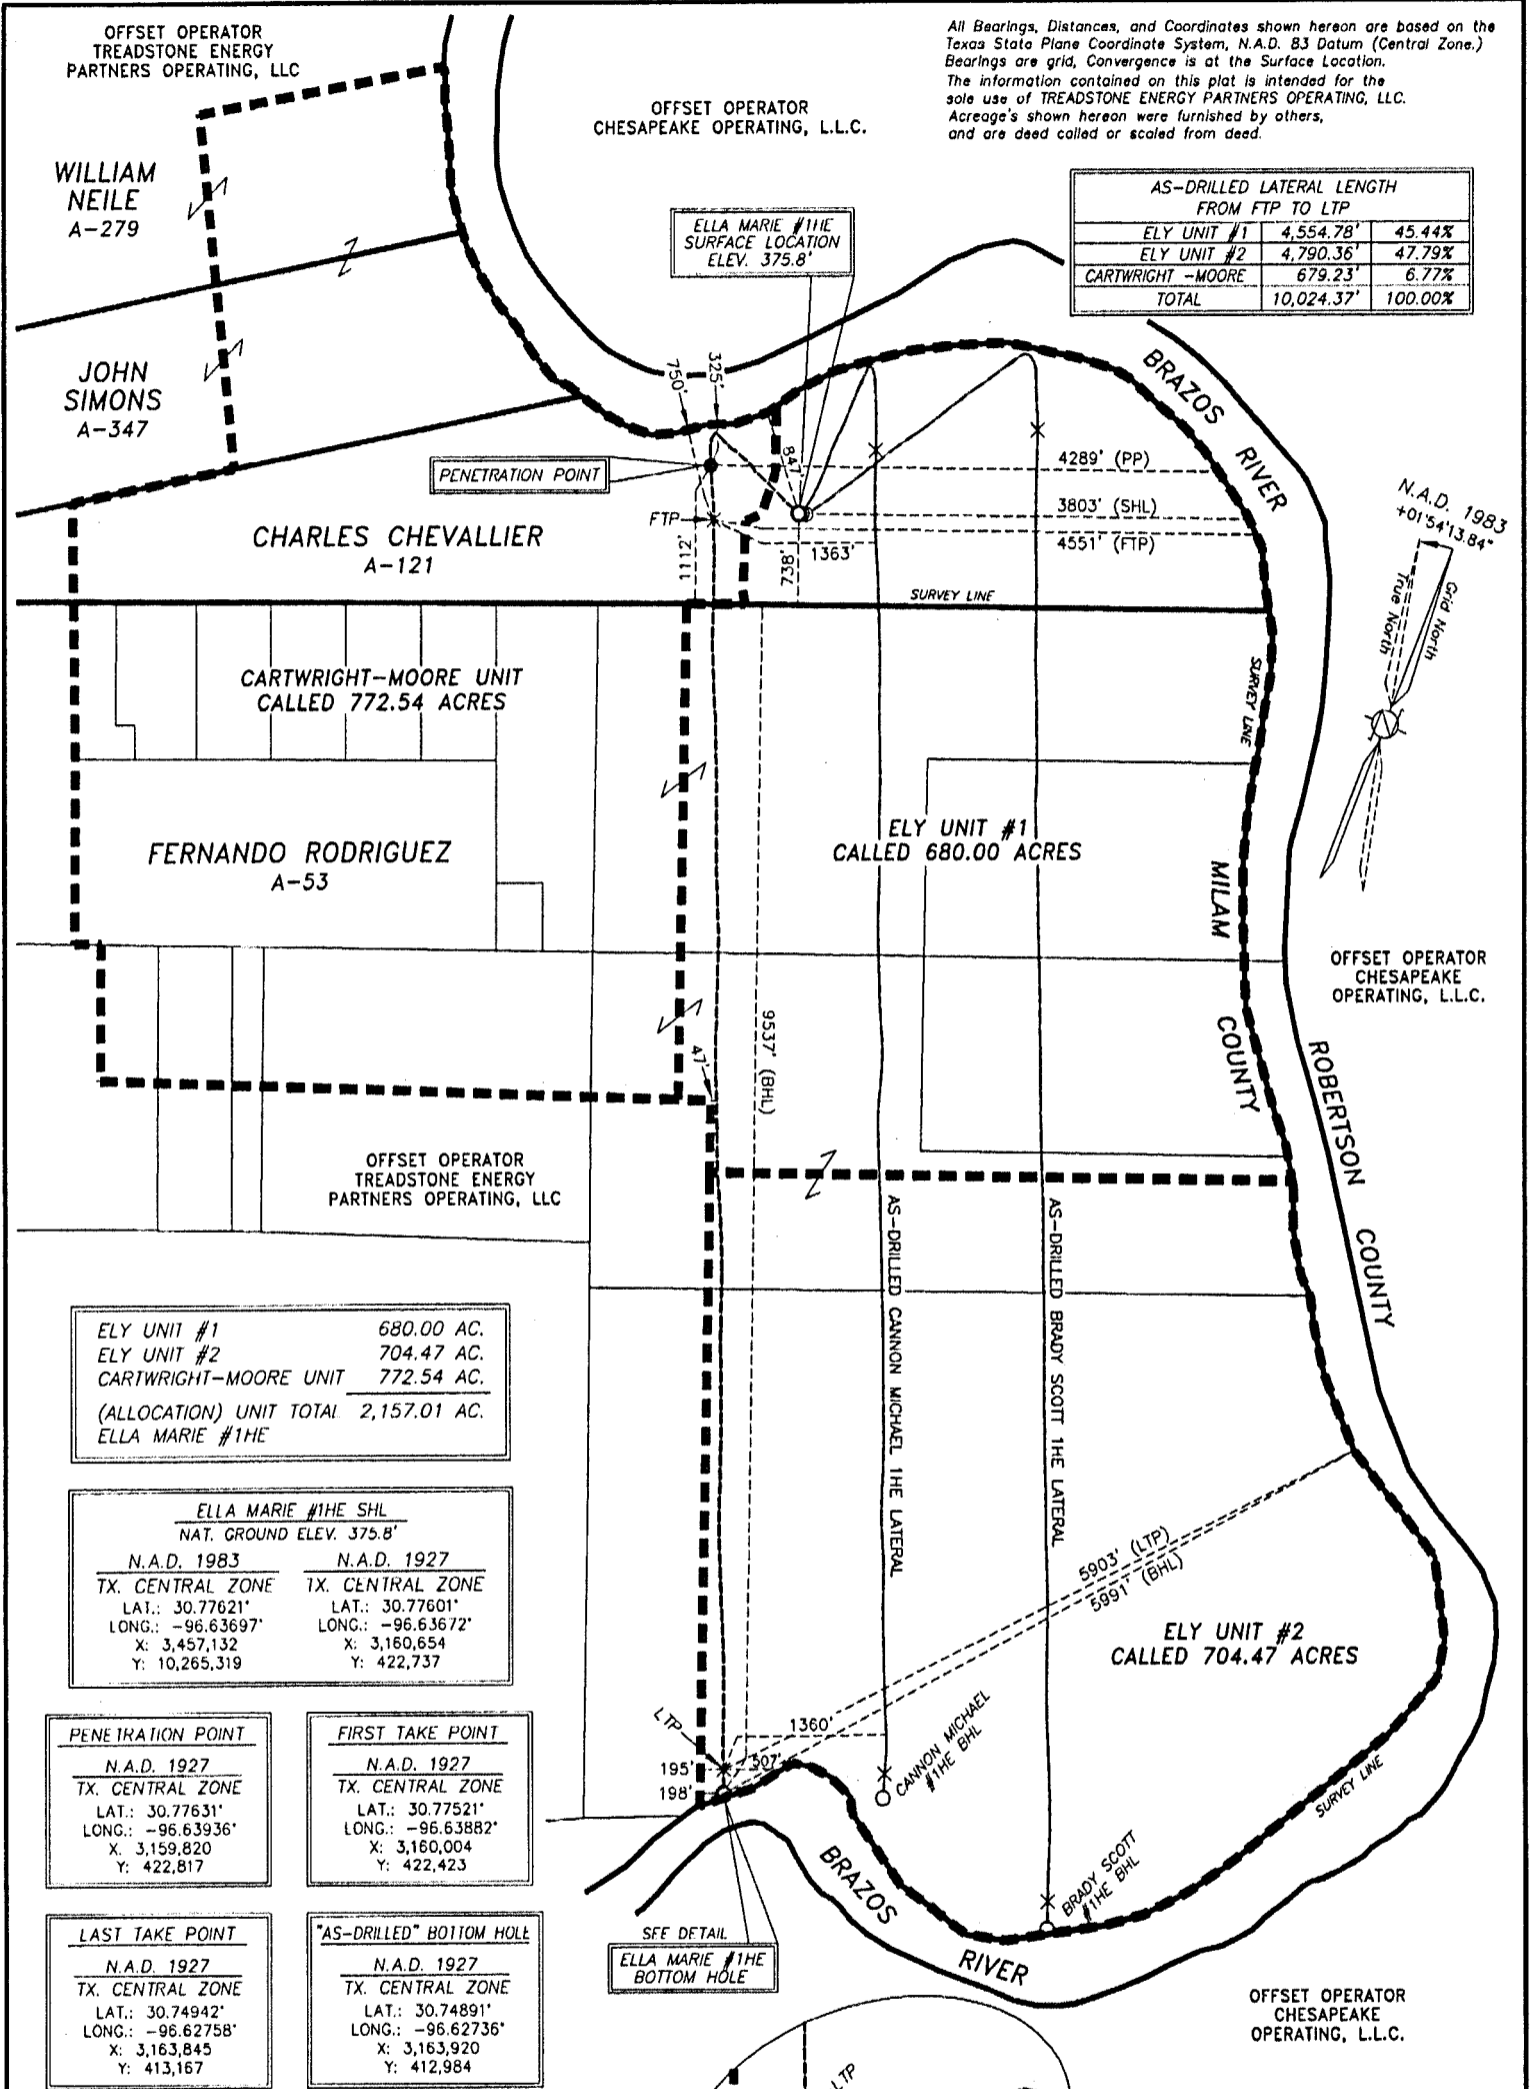 OFFSET OPERATOR
TREADSTONE ENERGY
PARTNERS OPERATING, LLC
All Bearings, Distances, and Coordinates shown hereon are based on the
Texas State Plane Coordinate System, N.A.D. 83 Datum (Central Zone.)
Bearings are grid, Convergence is at the Surface Location.
The information contained on this plat is intended for the
sole use of TREADSTONE ENERGY PARTNERS OPERATING, LLC.
Acreage's shown hereon were furnished by others,
and are deed called or scaled from deed.
OFFSET OPERATOR
CHESAPEAKE OPERATING, L.L.C.
WILLIAM
NEILE
A-279
AS-DRILLED LATERAL LENGTH
FROM FTP TO LTP
ELY UNIT #1 4,554.78' 45.44%
ELY UNIT #2 4,790.36' 47.79%
CARTWRIGHT -MOORE 679.23' 6.77%
TOTAL 10,024.37' 100.00%
ELLA MARIE #1HE
SURFACE LOCATION
ELEV. 375.8'
JOHN
SIMONS
A-347
750'
325'
BRAZOS
RIVER
847'
4289' (PP)
PENETRATION POINT
3803' (SHL)
FTP
4551' (FTP)
1363'
1112'
738'
CHARLES CHEVALLIER
A-121
SURVEY LINE
N.A.D. 1983
+01°54'13.84"
Grid North
True North
SURVEY LINE
CARTWRIGHT-MOORE UNIT
CALLED 772.54 ACRES
ELY UNIT #1
CALLED 680.00 ACRES
FERNANDO RODRIGUEZ
A-53
MILAM
COUNTY
OFFSET OPERATOR
CHESAPEAKE
OPERATING, L.L.C.
9537' (BHL)
47'
ROBERTSON
COUNTY
OFFSET OPERATOR
TREADSTONE ENERGY
PARTNERS OPERATING, LLC
AS-DRILLED CANNON MICHAEL 1HE LATERAL
AS-DRILLED BRADY SCOTT 1HE LATERAL
ELY UNIT #1 680.00 AC.
ELY UNIT #2 704.47 AC.
CARTWRIGHT-MOORE UNIT 772.54 AC.
(ALLOCATION) UNIT TOTAL 2,157.01 AC.
ELLA MARIE #1HE
ELLA MARIE #1HE SHL
NAT. GROUND ELEV. 375.8'
N.A.D. 1983
TX. CENTRAL ZONE
LAT.: 30.77621°
LONG.: -96.63697°
X: 3,457,132
Y: 10,265,319
N.A.D. 1927
TX. CENTRAL ZONE
LAT.: 30.77601°
LONG.: -96.63672°
X: 3,160,654
Y: 422,737
5903' (LTP)
5991' (BHL)
ELY UNIT #2
CALLED 704.47 ACRES
LTP
1360'
195'
307'
198'
CANNON MICHAEL
#1HE BHL
SURVEY LINE
PENETRATION POINT
N.A.D. 1927
TX. CENTRAL ZONE
LAT.: 30.77631°
LONG.: -96.63936°
X. 3,159,820
Y: 422,817
FIRST TAKE POINT
N.A.D. 1927
TX. CENTRAL ZONE
LAT.: 30.77521°
LONG.: -96.63882°
X: 3,160,004
Y: 422,423
BRAZOS
RIVER
BRADY SCOTT
#1HE BHL
LAST TAKE POINT
N.A.D. 1927
TX. CENTRAL ZONE
LAT.: 30.74942°
LONG.: -96.62758°
X: 3,163,845
Y: 413,167
"AS-DRILLED" BOTTOM HOLE
N.A.D. 1927
TX. CENTRAL ZONE
LAT.: 30.74891°
LONG.: -96.62736°
X: 3,163,920
Y: 412,984
SEE DETAIL
ELLA MARIE #1HE
BOTTOM HOLE
OFFSET OPERATOR
CHESAPEAKE
OPERATING, L.L.C.
LTP